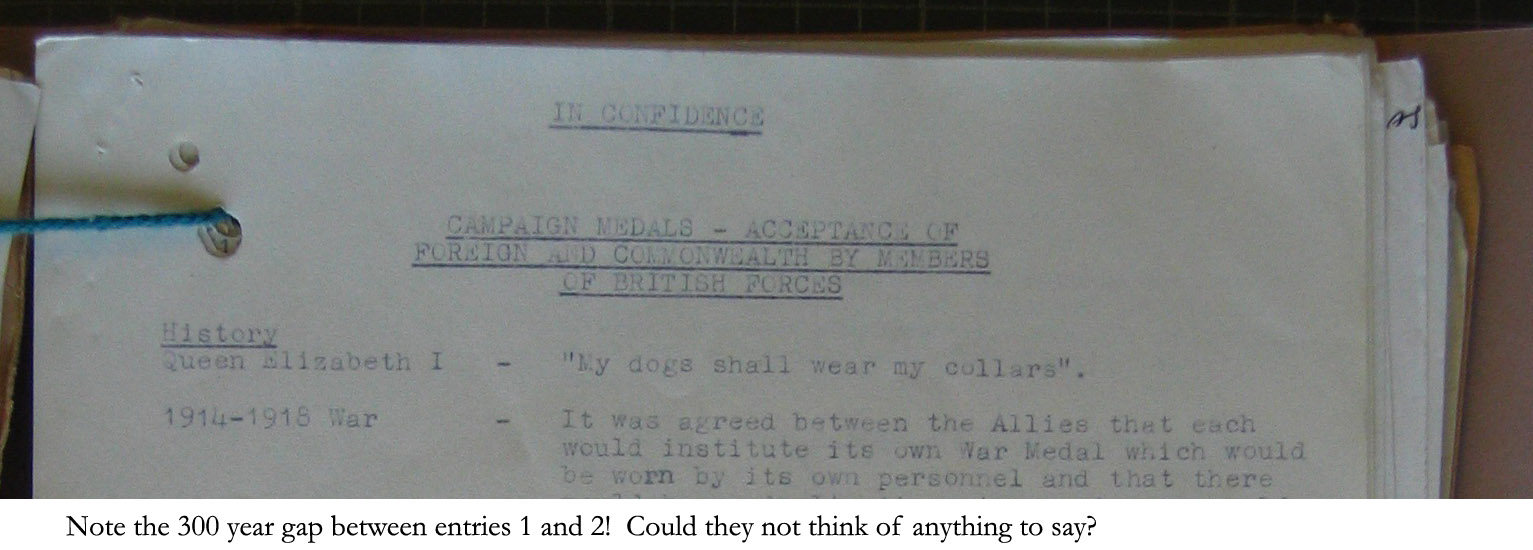 IN CONFIDENCE
21
CAMPAIGN MEDALS - ACCEPTANCE OF
FOREIGN AND COMMONWEALTH BY MEMBERS
OF BRITISH FORCES
History
Queen Elizabeth I - "My dogs shall wear my collars".
1914-1918 War - It was agreed between the Allies that each
would institute its own War Medal which would
be worn by its own personnel and that there
Note the 300 year gap between entries 1 and 2! Could they not think of anything to say?